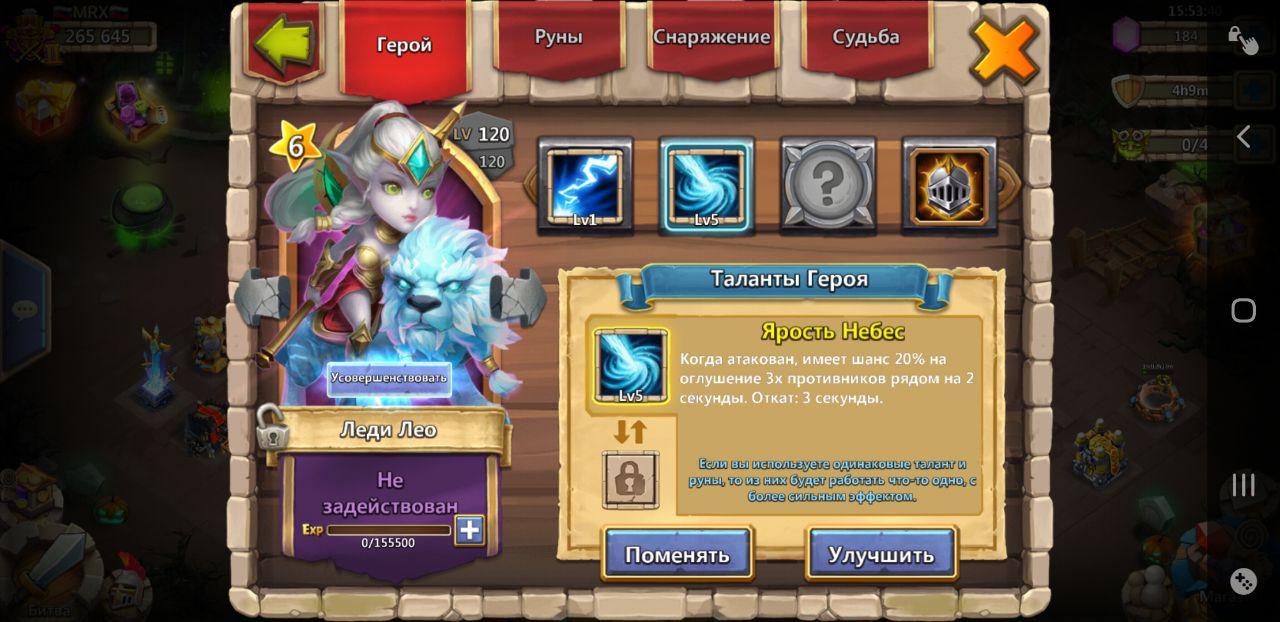 MRX
265 645
Герой
Руны
Снаряжение
Судьба
15:53:40
184
4h9m
0/4
6
LV 120
120
Lv1
Lv5
?
Таланты Героя
Ярость Небес
Когда атакован, имеет шанс 20% на
оглушение 3х противников рядом на 2
секунды. Откат: 3 секунды.
Lv5
Если вы используете одинаковые талант и
руны, то из них будет работать что-то одно, с
более сильным эффектом.
Усовершенствовать
Леди Лео
Не
задействован
Exp
0/155500
Поменять
Улучшить
Битва